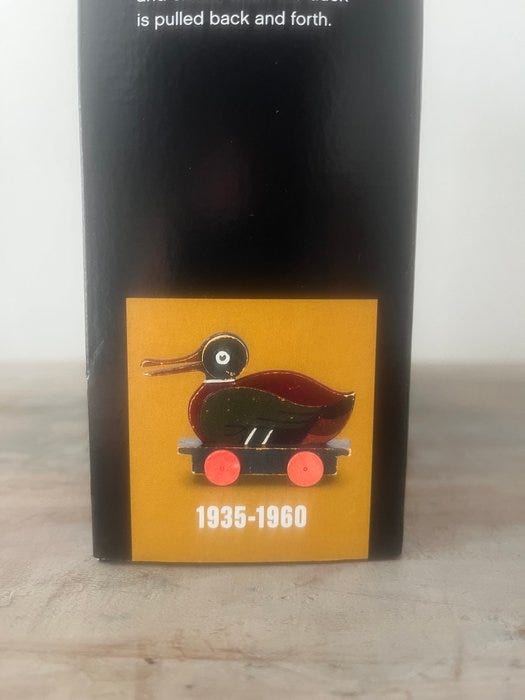 is pulled back and forth.
1935-1960